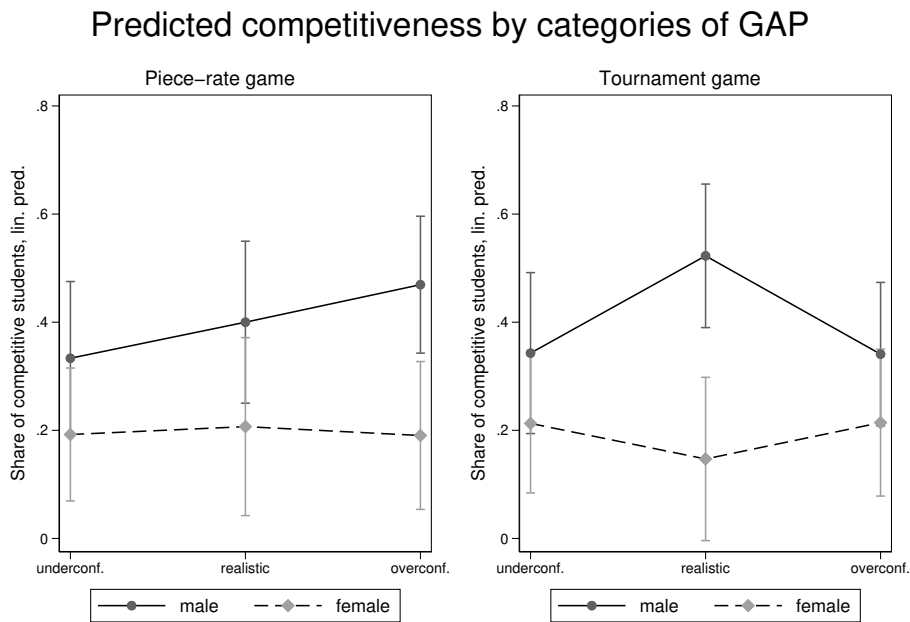 Predicted competitiveness by categories of GAP
Piece−rate game
Share of competitive students, lin. pred.
.8
.6
.4
.2
0
underconf. realistic overconf.
male female
Tournament game
Share of competitive students, lin. pred.
.8
.6
.4
.2
0
underconf. realistic overconf.
male female